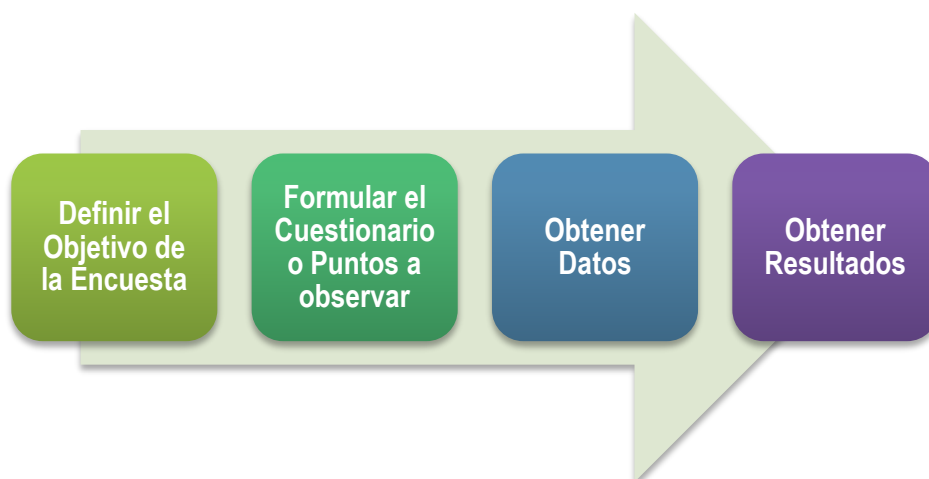 Definir el
Objetivo de
la Encuesta
Formular el
Cuestionario
o Puntos a
observar
Obtener
Datos
Obtener
Resultados